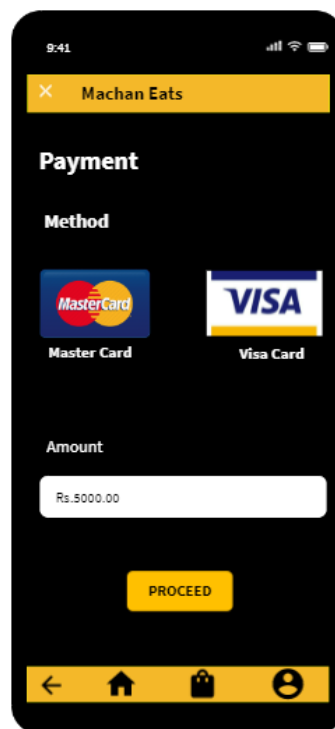 9:41
Machan Eats
Payment
Method
MasterCard
VISA
Master Card
Visa Card
Amount
Rs.5000.00
PROCEED